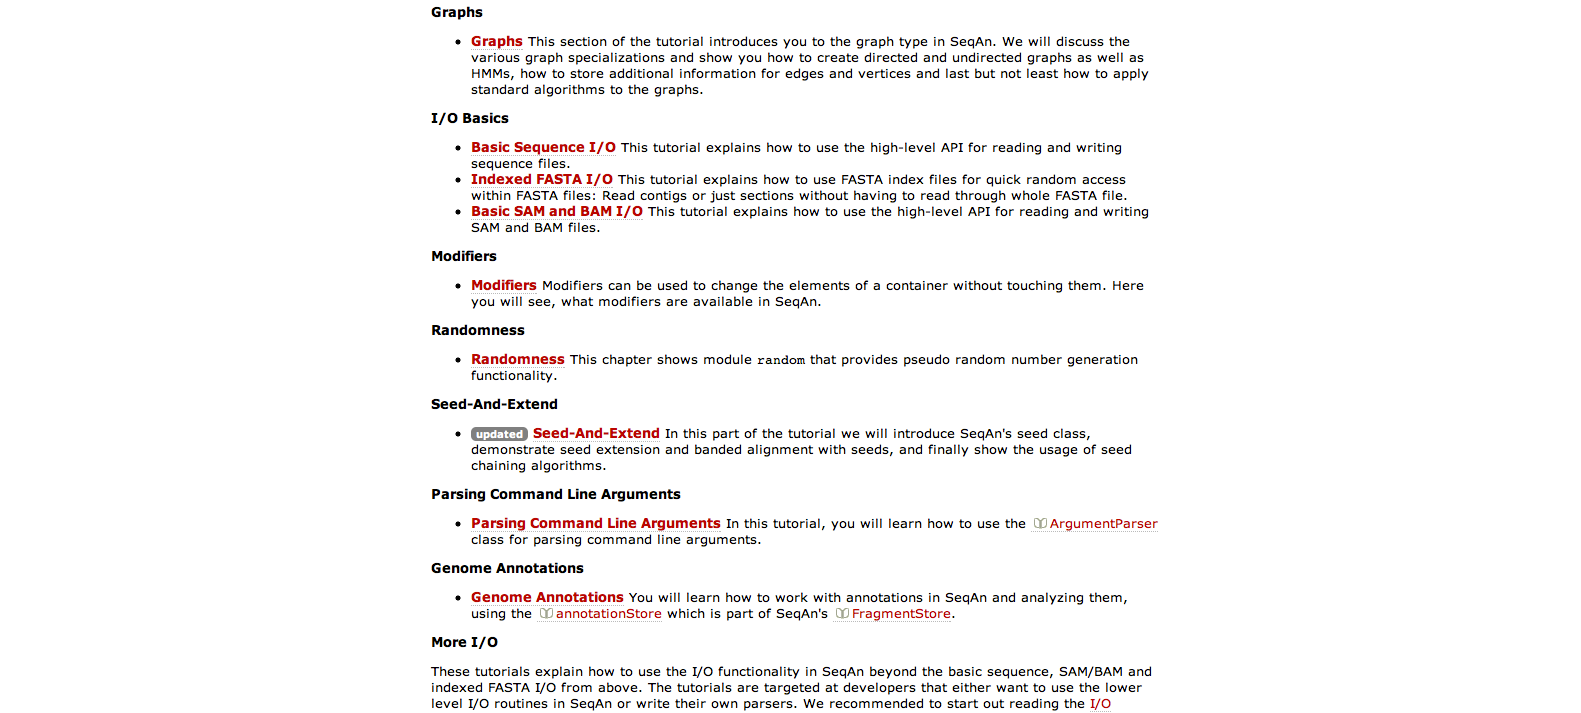 Graphs
Graphs This section of the tutorial introduces you to the graph type in SeqAn. We will discuss the
various graph specializations and show you how to create directed and undirected graphs as well as
HMMs, how to store additional information for edges and vertices and last but not least how to apply
standard algorithms to the graphs.
I/O Basics
Basic Sequence I/O This tutorial explains how to use the high-level API for reading and writing
sequence files.
Indexed FASTA I/O This tutorial explains how to use FASTA index files for quick random access
within FASTA files: Read contigs or just sections without having to read through whole FASTA file.
Basic SAM and BAM I/O This tutorial explains how to use the high-level API for reading and writing
SAM and BAM files.
Modifiers
Modifiers Modifiers can be used to change the elements of a container without touching them. Here
you will see, what modifiers are available in SeqAn.
Randomness
Randomness This chapter shows module random that provides pseudo random number generation
functionality.
Seed-And-Extend
updated Seed-And-Extend In this part of the tutorial we will introduce SeqAn's seed class,
demonstrate seed extension and banded alignment with seeds, and finally show the usage of seed
chaining algorithms.
Parsing Command Line Arguments
Parsing Command Line Arguments In this tutorial, you will learn how to use the ArgumentParser
class for parsing command line arguments.
Genome Annotations
Genome Annotations You will learn how to work with annotations in SeqAn and analyzing them,
using the annotationStore which is part of SeqAn's FragmentStore.
More I/O
These tutorials explain how to use the I/O functionality in SeqAn beyond the basic sequence, SAM/BAM and
indexed FASTA I/O from above. The tutorials are targeted at developers that either want to use the lower
level I/O routines in SeqAn or write their own parsers. We recommended to start out reading the I/O